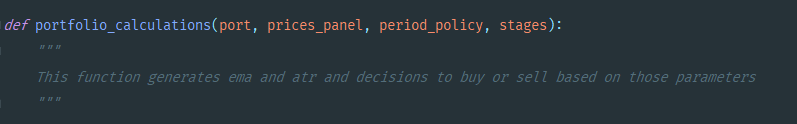 def portfolio_calculations(port, prices_panel, period_policy, stages):
"""
This function generates ema and atr and decisions to buy or sell based on those parameters
"""